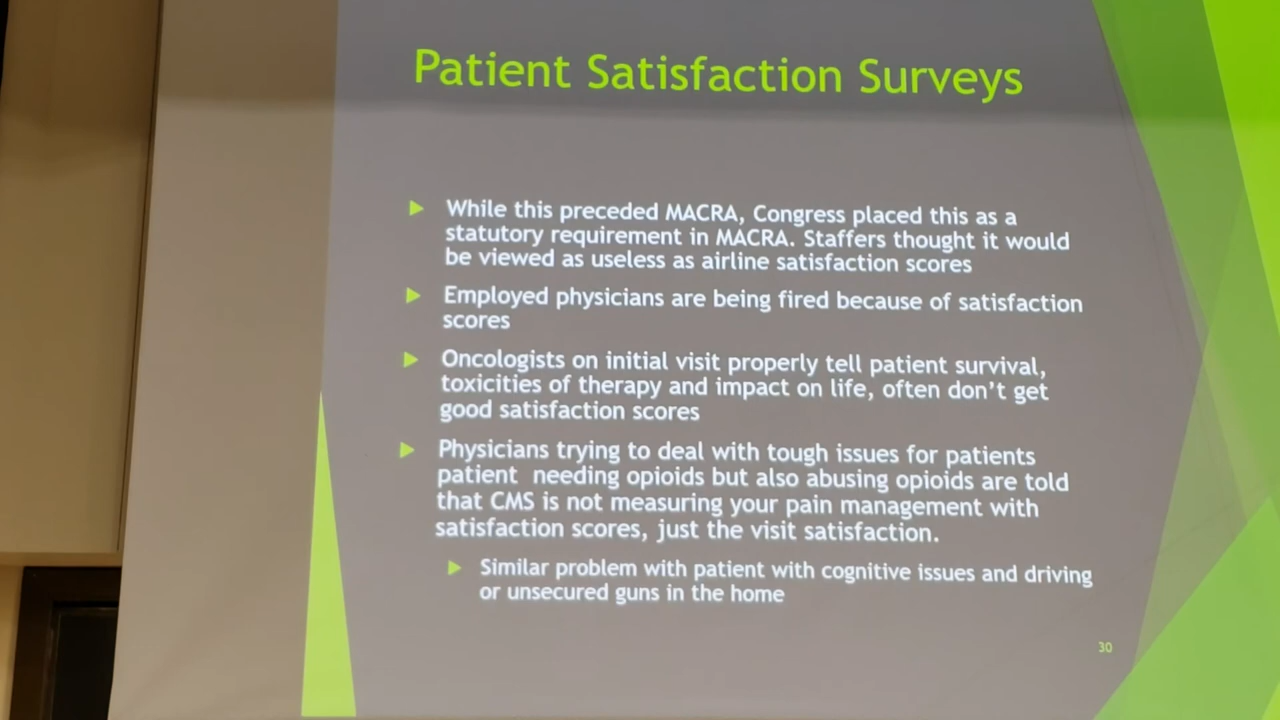 Patient Satisfaction Surveys
While this preceded MACRA, Congress placed this as a
statutory requirement in MACRA. Staffers thought it would
be viewed as useless as airline satisfaction scores
Employed physicians are being fired because of satisfaction
scores
Oncologists on initial visit properly tell patient survival,
toxicities of therapy and impact on life, often don't get
good satisfaction scores
Physicians trying to deal with tough issues for patients
patient needing opioids but also abusing opioids are told
that CMS is not measuring your pain management with
satisfaction scores, just the visit satisfaction.
Similar problem with patient with cognitive issues and driving
or unsecured guns in the home
30